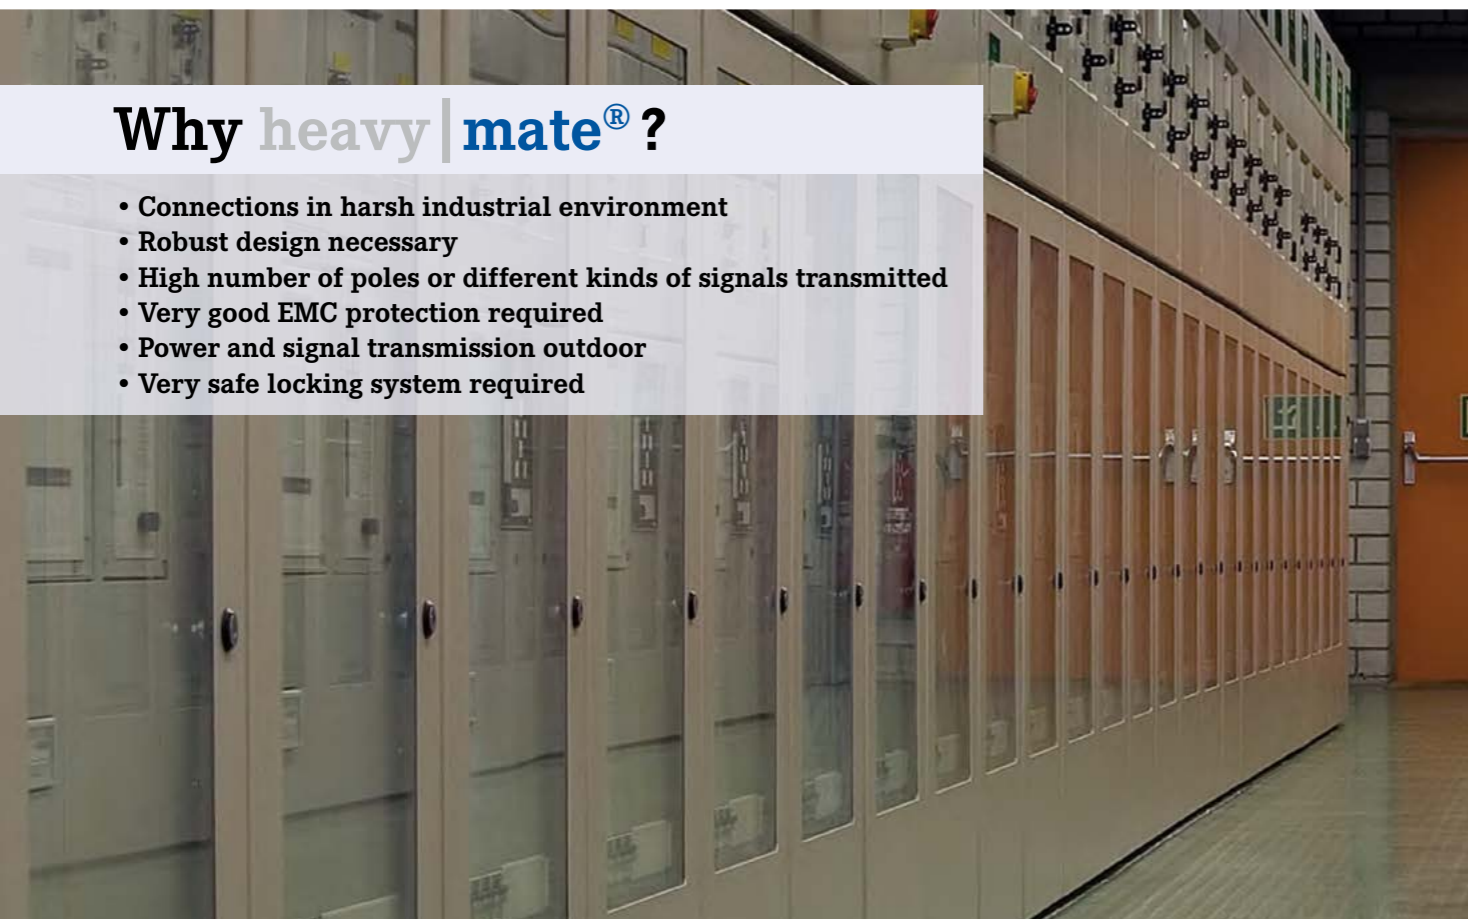 Why heavy|mate® ?
• Connections in harsh industrial environment
• Robust design necessary
• High number of poles or different kinds of signals transmitted
• Very good EMC protection required
• Power and signal transmission outdoor
• Very safe locking system required